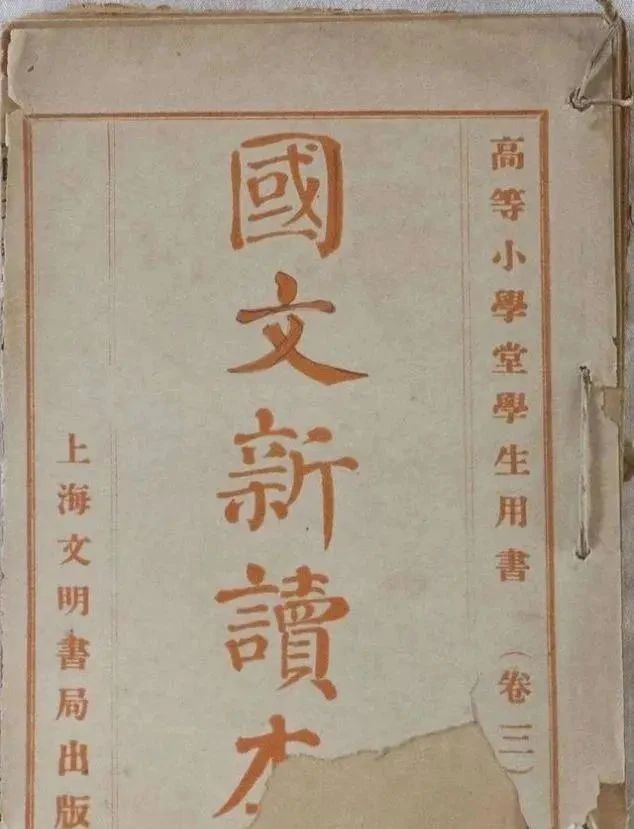 高等小學堂學生用書（卷三）
國文新讀本
上海文明書局出版